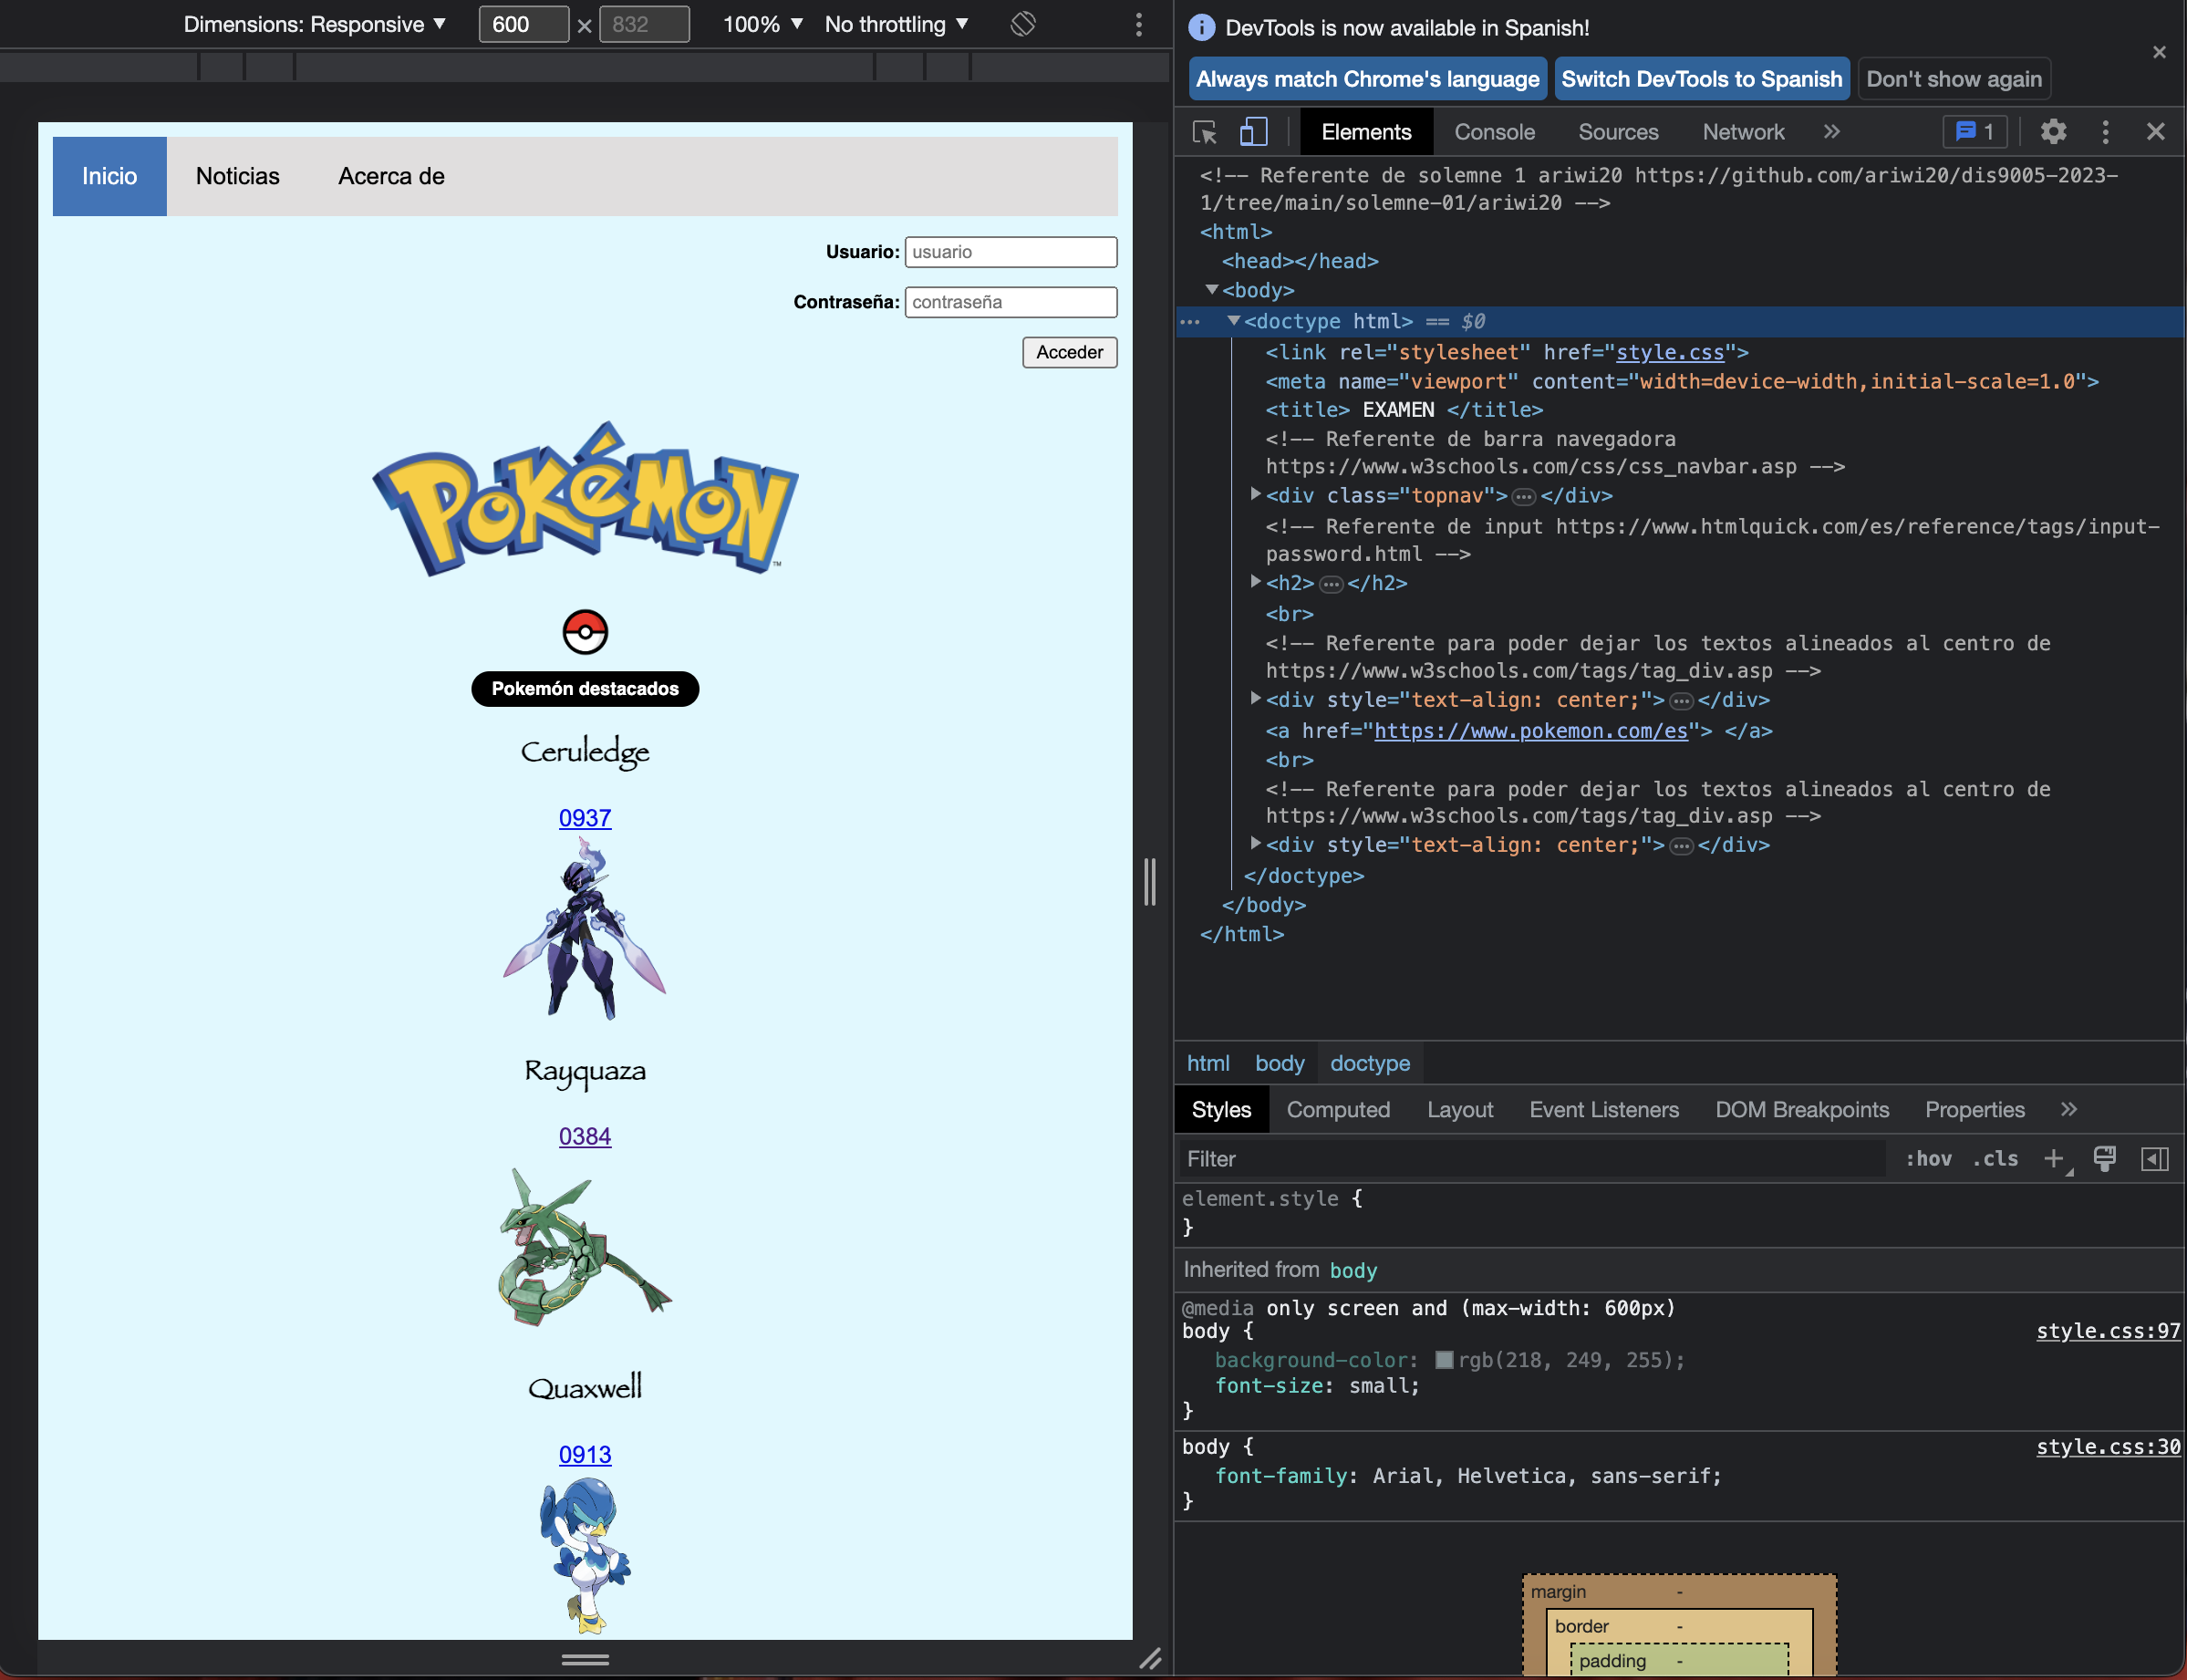 Dimensions: Responsive ▼ 600 × 832 100% ▼ No throttling ▼
Inicio Noticias Acerca de
Usuario: usuario
Contraseña: contraseña
Acceder
POKéMON
TM
Pokemón destacados
Ceruledge
0937
Rayquaza
0384
Quaxwell
0913
DevTools is now available in Spanish!
Always match Chrome's language Switch DevTools to Spanish Don't show again
Elements Console Sources Network » 1
<!-- Referente de solemne 1 ariwi20 https://github.com/ariwi20/dis9005-2023-
1/tree/main/solemne-01/ariwi20 -->
<html>
<head></head>
<body>
<doctype html> == $0
<link rel="stylesheet" href="style.css">
<meta name="viewport" content="width=device-width,initial-scale=1.0">
<title> EXAMEN </title>
<!-- Referente de barra navegadora
https://www.w3schools.com/css/css_navbar.asp -->
<div class="topnav">…</div>
<!-- Referente de input https://www.htmlquick.com/es/reference/tags/input-
password.html -->
<h2>…</h2>
<br>
<!-- Referente para poder dejar los textos alineados al centro de
https://www.w3schools.com/tags/tag_div.asp -->
<div style="text-align: center;">…</div>
<a href="https://www.pokemon.com/es"> </a>
<br>
<!-- Referente para poder dejar los textos alineados al centro de
https://www.w3schools.com/tags/tag_div.asp -->
<div style="text-align: center;">…</div>
</doctype>
</body>
</html>
html body doctype
Styles Computed Layout Event Listeners DOM Breakpoints Properties »
Filter :hov .cls +
element.style {
}
Inherited from body
@media only screen and (max-width: 600px)
body { style.css:97
background-color: rgb(218, 249, 255);
font-size: small;
}
body { style.css:30
font-family: Arial, Helvetica, sans-serif;
}
margin -
border -
padding -